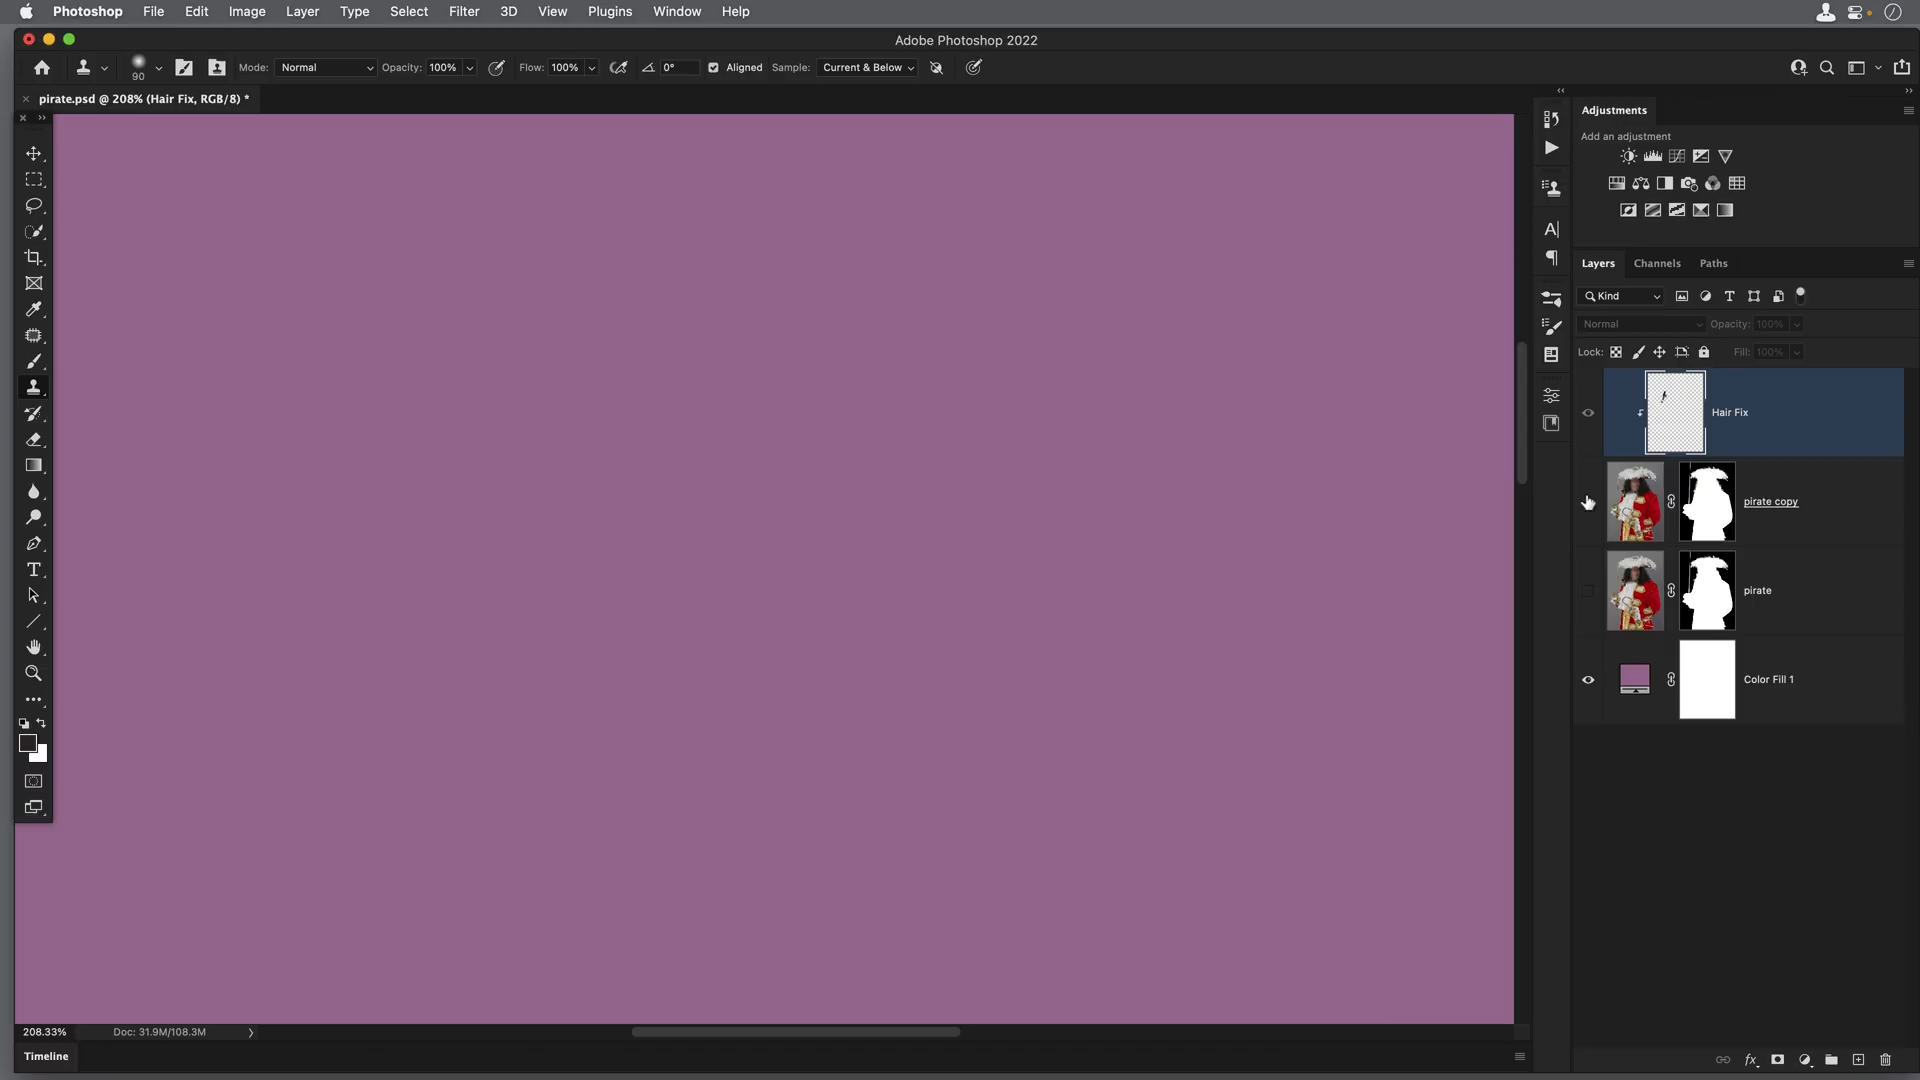 Photoshop File Edit Image Layer Type Select Filter 3D View Plugins Window Help
Adobe Photoshop 2022
90 Mode: Normal Opacity: 100% Flow: 100% 0° Aligned Sample: Current & Below
pirate.psd @ 208% (Hair Fix, RGB/8) *
Adjustments
Add an adjustment
Layers Channels Paths
Kind
Normal Opacity: 100%
Lock: Fill: 100%
Hair Fix
pirate copy
pirate
Color Fill 1
208.33% Doc: 31.9M/108.3M
Timeline